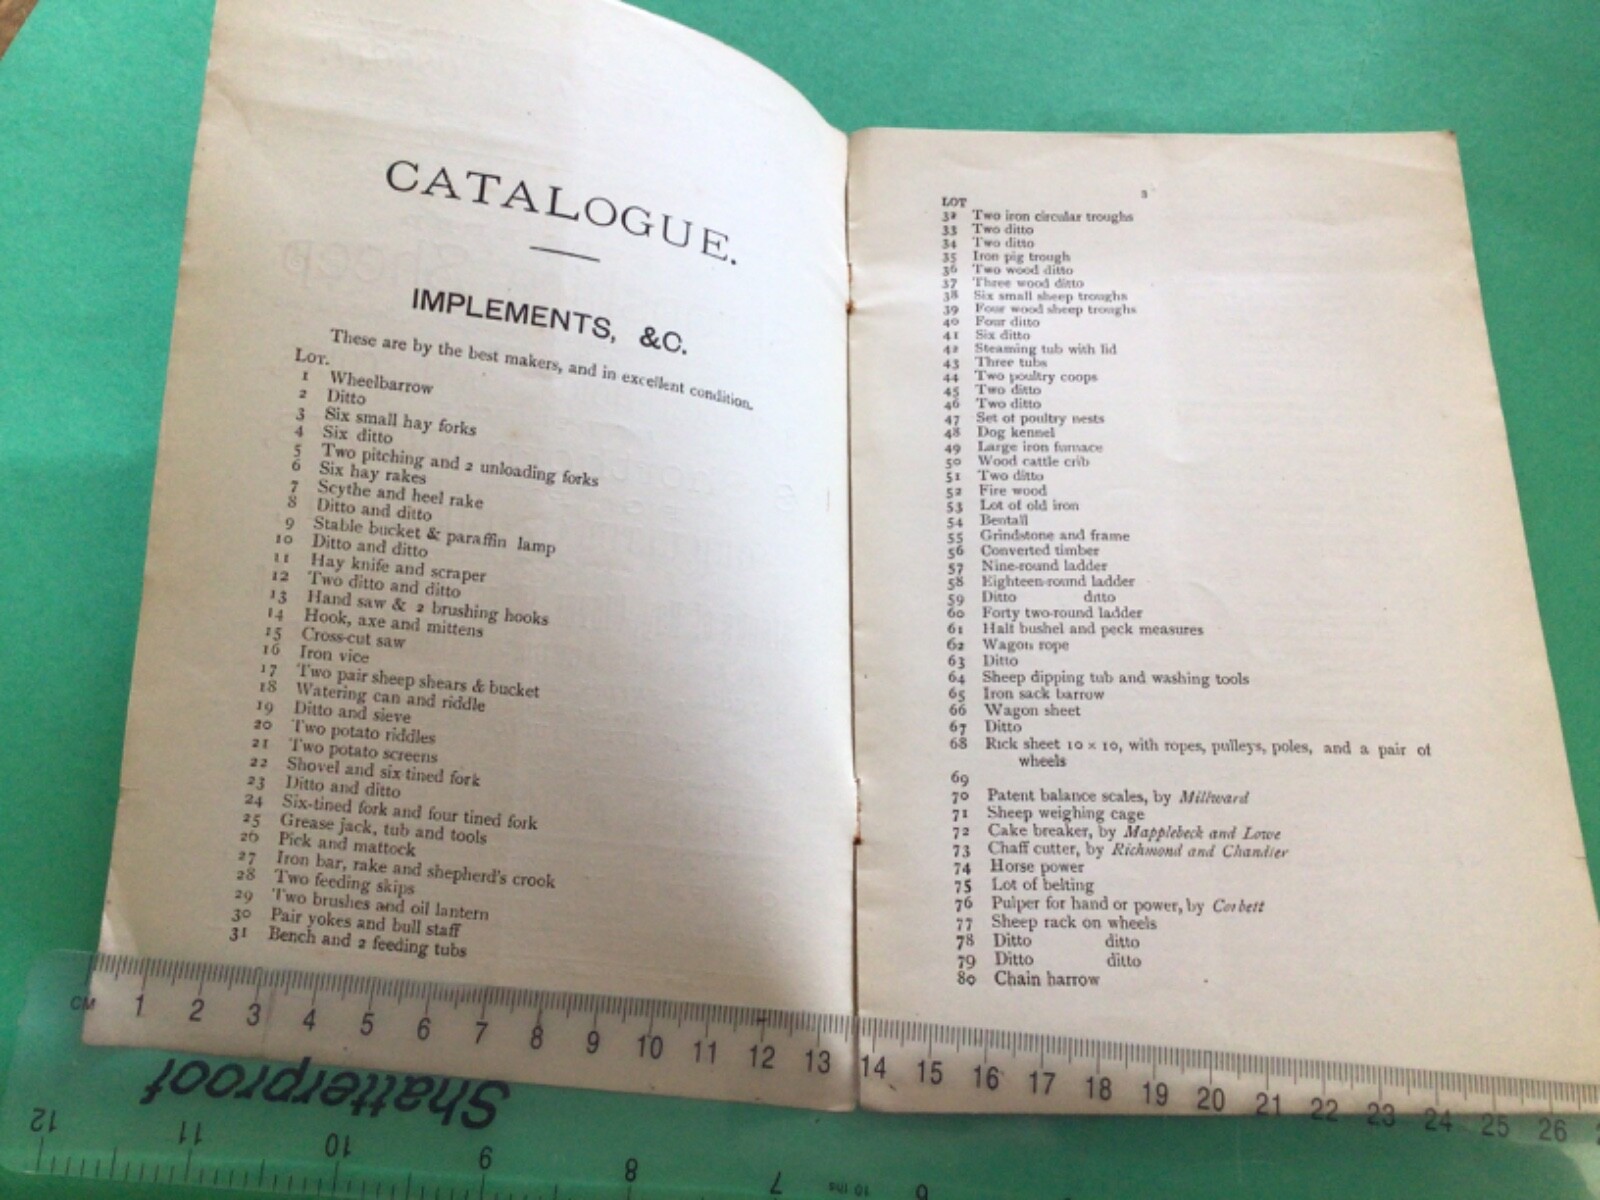 CATALOGUE.
IMPLEMENTS, &C.
These are by the best makers, and in excellent condition.
LOT.
1 Wheelbarrow
2 Ditto
3 Six small hay forks
4 Six ditto
5 Two pitching and 2 unloading forks
6 Six hay rakes
7 Scythe and heel rake
8 Ditto and ditto
9 Stable bucket & paraffin lamp
10 Ditto and ditto
11 Hay knife and scraper
12 Two ditto and ditto
13 Hand saw & 2 brushing hooks
14 Hook, axe and mittens
15 Cross-cut saw
16 Iron vice
17 Two pair sheep shears & bucket
18 Watering can and riddle
19 Ditto and sieve
20 Two potato riddles
21 Two potato screens
22 Shovel and six tined fork
23 Ditto and ditto
24 Six-tined fork and four tined fork
25 Grease jack, tub and tools
26 Pick and mattock
27 Iron bar, rake and shepherd's crook
28 Two feeding skips
29 Two brushes and oil lantern
30 Pair yokes and bull staff
31 Bench and 2 feeding tubs
3
LOT
32 Two iron circular troughs
33 Two ditto
34 Two ditto
35 Iron pig trough
36 Two wood ditto
37 Three wood ditto
38 Six small sheep troughs
39 Four wood sheep troughs
40 Four ditto
41 Six ditto
42 Steaming tub with lid
43 Three tubs
44 Two poultry coops
45 Two ditto
46 Two ditto
47 Set of poultry nests
48 Dog kennel
49 Large iron furnace
50 Wood cattle crib
51 Two ditto
52 Fire wood
53 Lot of old iron
54 Bentall
55 Grindstone and frame
56 Converted timber
57 Nine-round ladder
58 Eighteen-round ladder
59 Ditto ditto
60 Forty two-round ladder
61 Half bushel and peck measures
62 Wagon rope
63 Ditto
64 Sheep dipping tub and washing tools
65 Iron sack barrow
66 Wagon sheet
67 Ditto
68 Rick sheet 10 × 10, with ropes, pulleys, poles, and a pair of
wheels
69
70 Patent balance scales, by Millward
71 Sheep weighing cage
72 Cake breaker, by Mapplebeck and Lowe
73 Chaff cutter, by Richmond and Chandler
74 Horse power
75 Lot of belting
76 Pulper for hand or power, by Corbett
77 Sheep rack on wheels
78 Ditto ditto
79 Ditto ditto
80 Chain harrow
CM 1 2 3 4 5 6 7 8 9 10 11 12 13 14 15 16 17 18 19 20 21 22 23 24 25 26
Shatterproof
12 11 10 9 8 7 10 ths 6